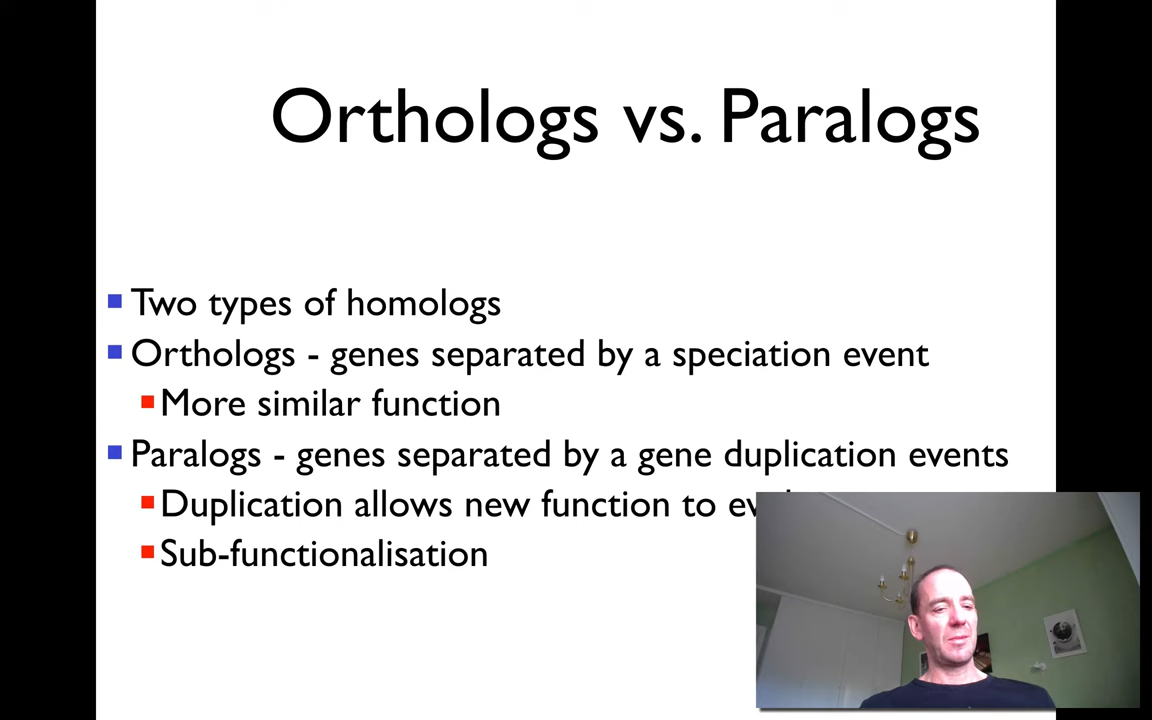 Orthologs vs. Paralogs
Two types of homologs
Orthologs - genes separated by a speciation event
More similar function
Paralogs - genes separated by a gene duplication events
Duplication allows new function to
Sub-functionalisation